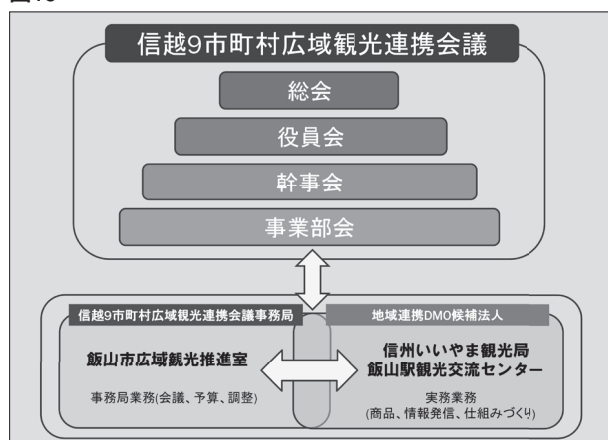 信越9市町村広域観光連携会議
総会
役員会
幹事会
事業部会
信越9市町村広域観光連携会議事務局
飯山市広域観光推進室
事務局業務(会議、予算、調整)
地域連携DMO候補法人
信州いいやま観光局
飯山駅観光交流センター
実務業務
(商品、情報発信、仕組みづくり)